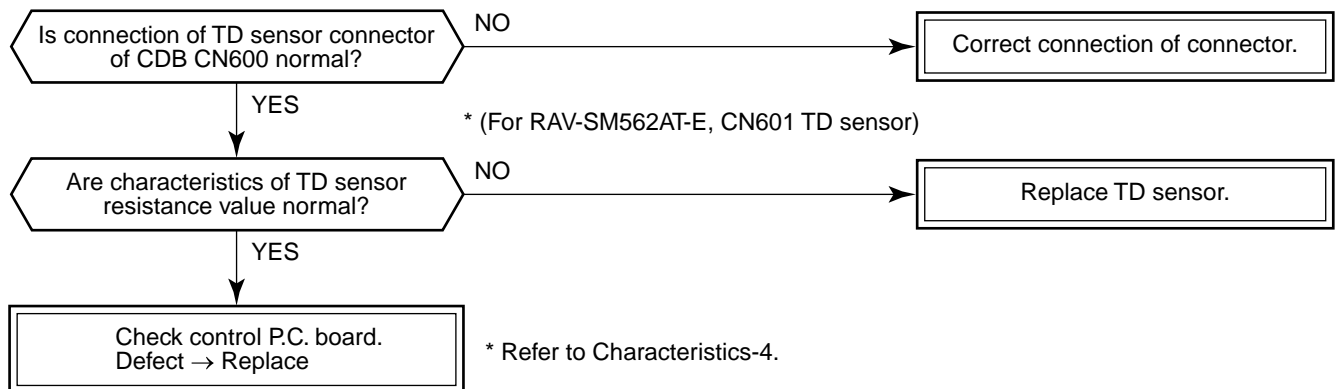 Is connection of TD sensor connector
of CDB CN600 normal?
NO
Correct connection of connector.
YES
* (For RAV-SM562AT-E, CN601 TD sensor)
Are characteristics of TD sensor
resistance value normal?
NO
Replace TD sensor.
YES
Check control P.C. board.
Defect → Replace
* Refer to Characteristics-4.